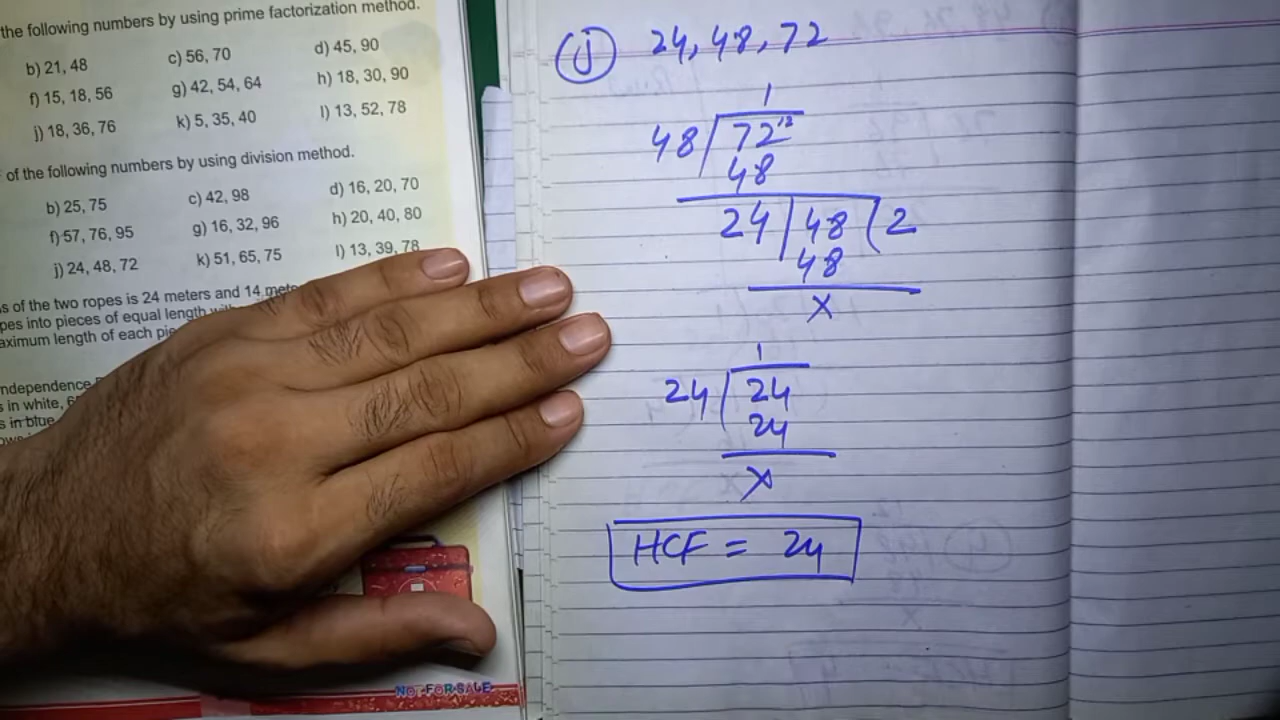 the following numbers by using prime factorization method.
b) 21, 48 c) 56, 70 d) 45, 90
f) 15, 18, 56 g) 42, 54, 64 h) 18, 30, 90
j) 18, 36, 76 k) 5, 35, 40 l) 13, 52, 78
of the following numbers by using division method.
b) 25, 75 c) 42, 98 d) 16, 20, 70
f) 57, 76, 95 g) 16, 32, 96 h) 20, 40, 80
j) 24, 48, 72 k) 51, 65, 75 l) 13, 39, 78
s of the two ropes is 24 meters and 14
pes into pieces of equal length
aximum length of each
ndependence
s in white,
s in blue
NOT FOR SALE
j 24, 48, 72
1
48 72 12
48
24 48 2
48
x
1
24 24
24
x
HCF = 24